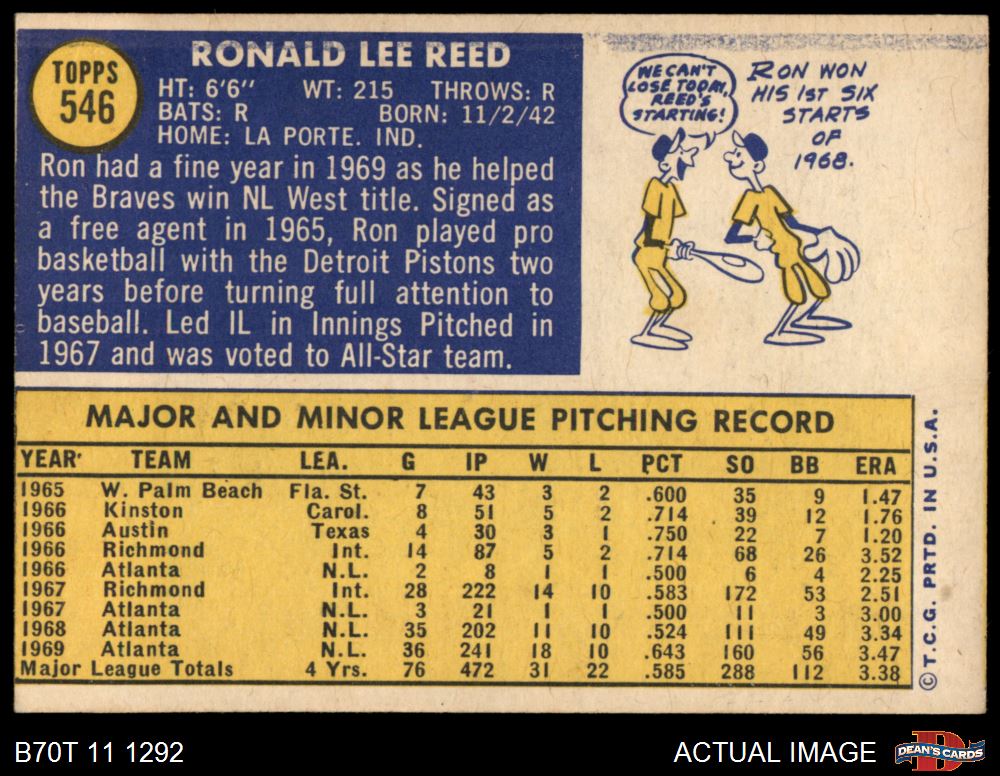 TOPPS
546
RONALD LEE REED
HT: 6'6" WT: 215 THROWS: R
BATS: R BORN: 11/2/42
HOME: LA PORTE. IND.
Ron had a fine year in 1969 as he helped
the Braves win NL West title. Signed as
a free agent in 1965, Ron played pro
basketball with the Detroit Pistons two
years before turning full attention to
baseball. Led IL in Innings Pitched in
1967 and was voted to All-Star team.
WE CAN'T
LOSE TODAY,
REED'S
STARTING!
RON WON
HIS 1ST SIX
STARTS
OF
1968.
MAJOR AND MINOR LEAGUE PITCHING RECORD
YEAR TEAM LEA. G IP W L PCT SO BB ERA
1965 W. Palm Beach Fla. St. 7 43 3 2 .600 35 9 1.47
1966 Kinston Carol. 8 51 5 2 .714 39 12 1.76
1966 Austin Texas 4 30 3 1 .750 22 7 1.20
1966 Richmond Int. 14 87 5 2 .714 68 26 3.52
1966 Atlanta N.L. 2 8 1 1 .500 6 4 2.25
1967 Richmond Int. 28 222 14 10 .583 172 53 2.51
1967 Atlanta N.L. 3 21 1 1 .500 11 3 3.00
1968 Atlanta N.L. 35 202 11 10 .524 111 49 3.34
1969 Atlanta N.L. 36 241 18 10 .643 160 56 3.47
Major League Totals 4 Yrs. 76 472 31 22 .585 288 112 3.38
©T.C.G. PRTD. IN U.S.A.
B70T 11 1292
ACTUAL IMAGE
DEAN'S CARDS